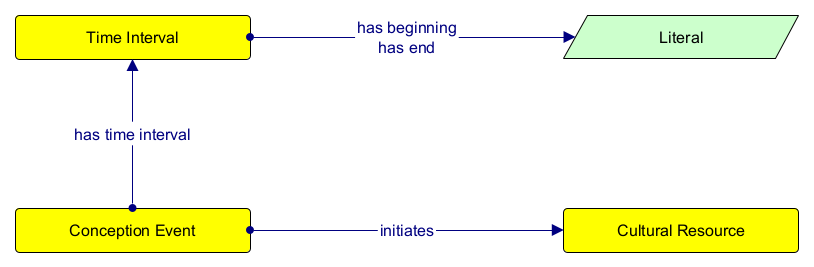 Time Interval
has beginning
has end
Literal
has time interval
Conception Event
initiates
Cultural Resource